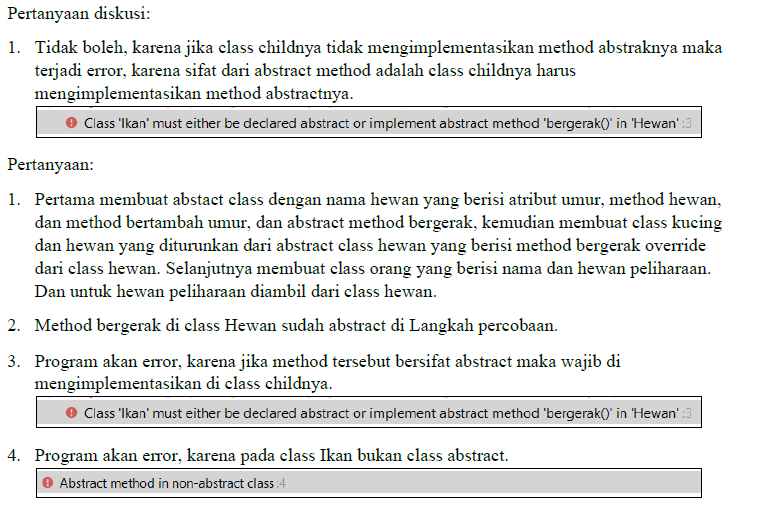 Pertanyaan diskusi:
1. Tidak boleh, karena jika class childnya tidak mengimplementasikan method abstraknya maka
terjadi error, karena sifat dari abstract method adalah class childnya harus
mengimplementasikan method abstractnya.
Class 'Ikan' must either be declared abstract or implement abstract method 'bergerak()' in 'Hewan' :3
Pertanyaan:
1. Pertama membuat abstact class dengan nama hewan yang berisi atribut umur, method hewan,
dan method bertambah umur, dan abstract method bergerak, kemudian membuat class kucing
dan hewan yang diturunkan dari abstract class hewan yang berisi method bergerak override
dari class hewan. Selanjutnya membuat class orang yang berisi nama dan hewan peliharaan.
Dan untuk hewan peliharaan diambil dari class hewan.
2. Method bergerak di class Hewan sudah abstract di Langkah percobaan.
3. Program akan error, karena jika method tersebut bersifat abstract maka wajib di
mengimplementasikan di class childnya.
Class 'Ikan' must either be declared abstract or implement abstract method 'bergerak()' in 'Hewan' :3
4. Program akan error, karena pada class Ikan bukan class abstract.
Abstract method in non-abstract class :4